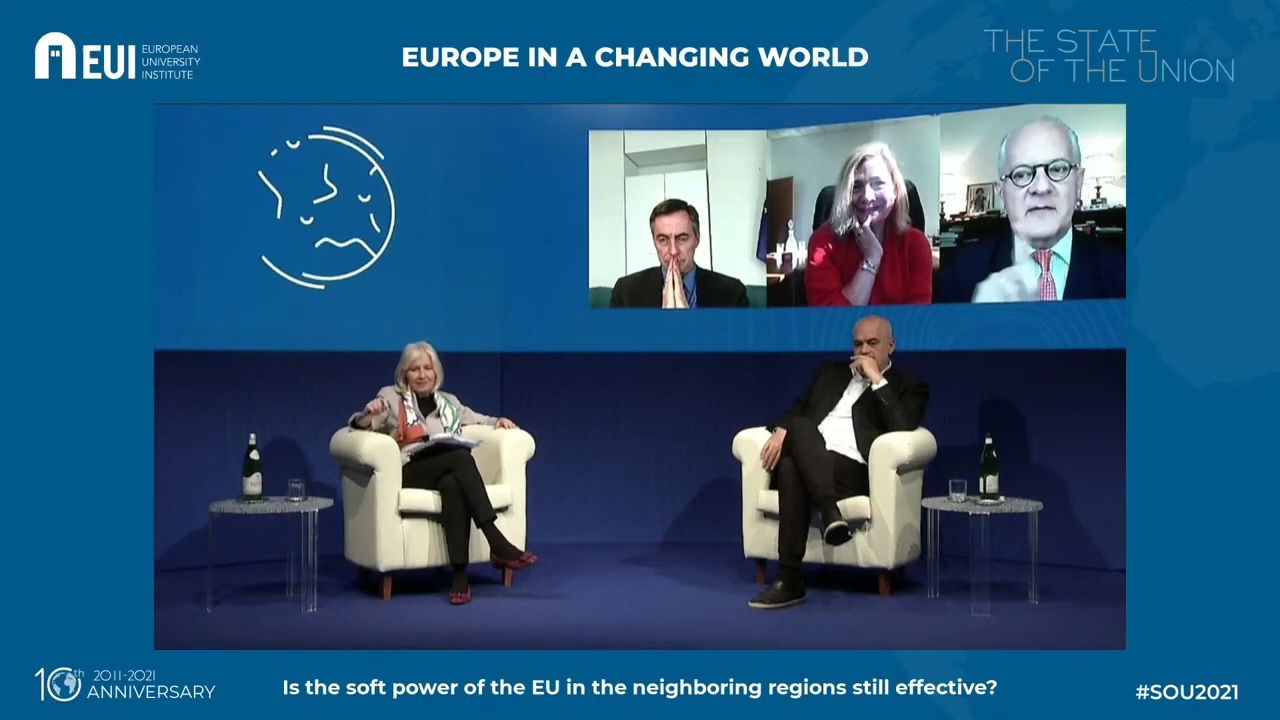 EUI
EUROPEAN
UNIVERSITY
INSTITUTE
EUROPE IN A CHANGING WORLD
THE STATE
OF THE UNION
10th 2011-2021
ANNIVERSARY
Is the soft power of the EU in the neighboring regions still effective?
#SOU2021